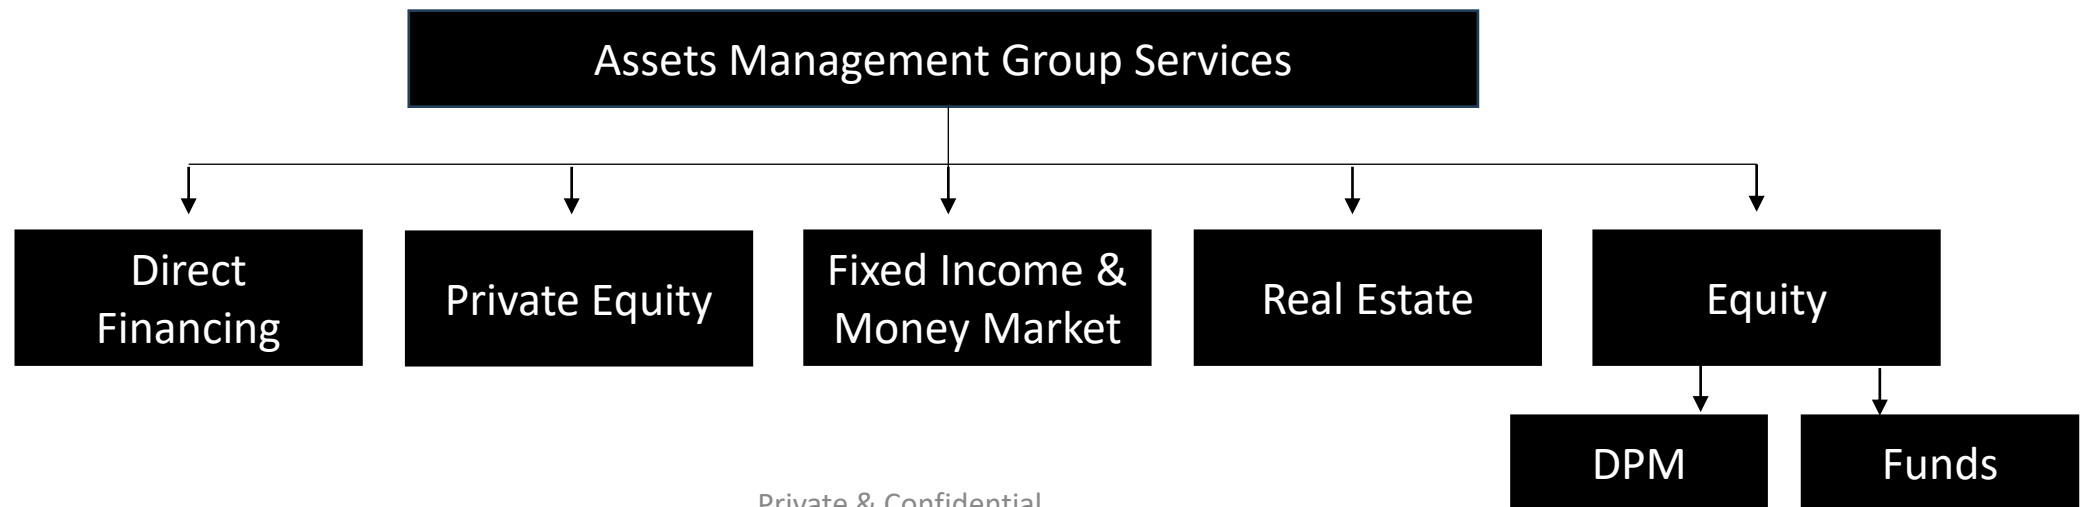 Assets Management Group Services
Direct
Financing
Private Equity
Fixed Income &
Money Market
Real Estate
Equity
DPM
Funds
Private & Confidential